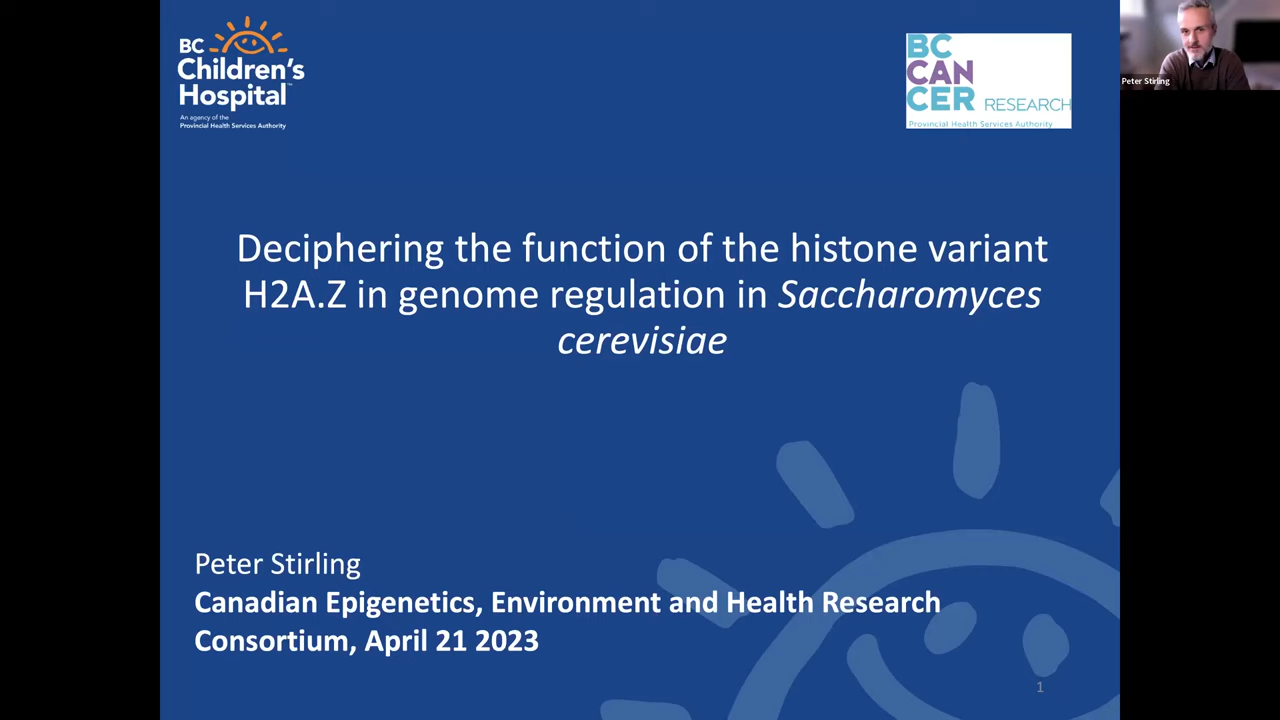 BC
Children's
Hospital
An agency of the
Provincial Health Services Authority
BC
CAN
CER RESEARCH
Provincial Health Services Authority
Peter Stirling
Deciphering the function of the histone variant
H2A.Z in genome regulation in Saccharomyces
cerevisiae
Peter Stirling
Canadian Epigenetics, Environment and Health Research
Consortium, April 21 2023
1